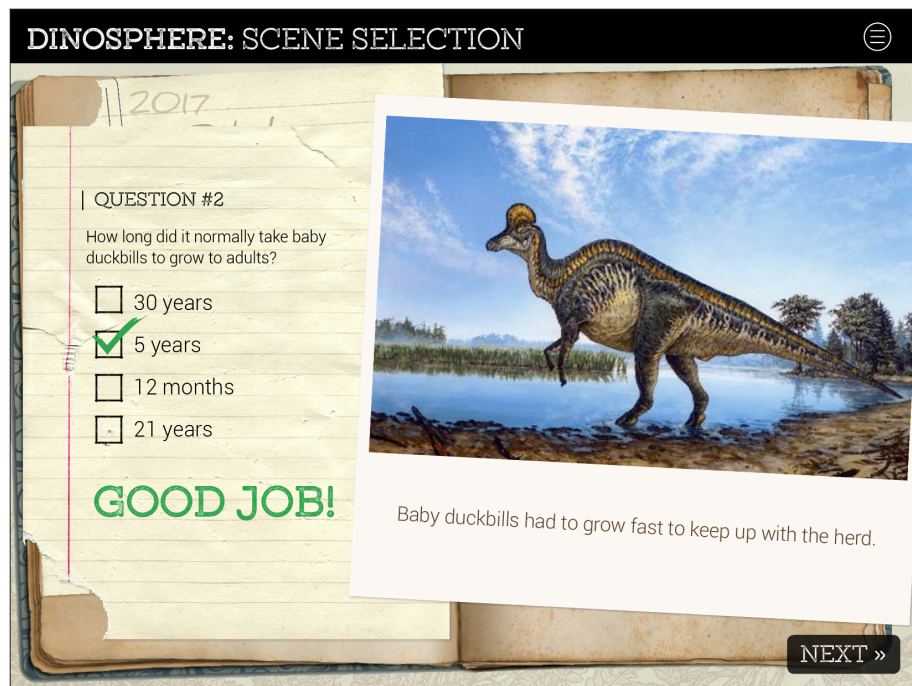 DINOSPHERE: SCENE SELECTION
2017
QUESTION #2
How long did it normally take baby
duckbills to grow to adults?
30 years
5 years
12 months
21 years
GOOD JOB!
Baby duckbills had to grow fast to keep up with the herd.
NEXT »